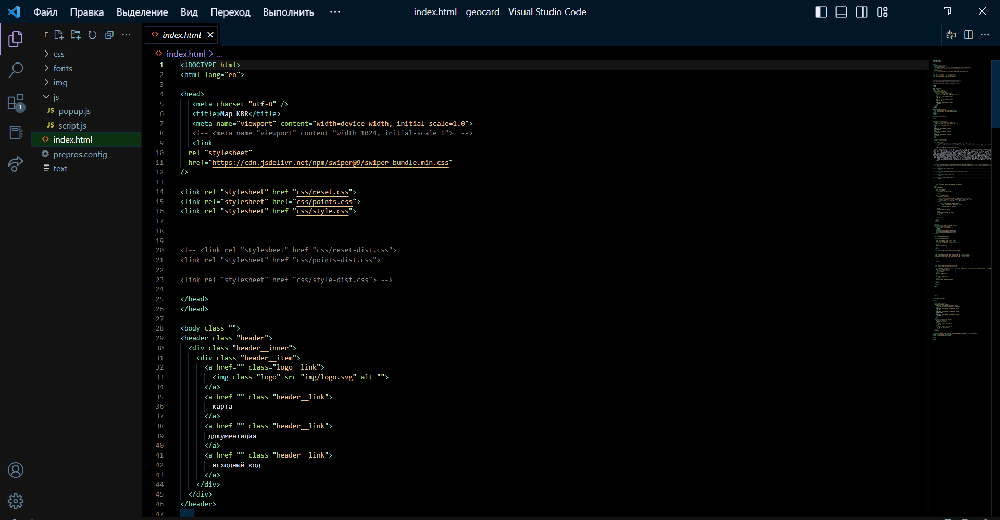 Файл Правка Выделение Вид Переход Выполнить ···
index.html - geocard - Visual Studio Code
П
css
fonts
img
js
JS popup.js
JS script.js
<> index.html
prepros.config
text
1
<> index.html
<> index.html > ...
1 <!DOCTYPE html>
2 <html lang="en">
3
4 <head>
5 <meta charset="utf-8" />
6 <title>Map KBR</title>
7 <meta name="viewport" content="width=device-width, initial-scale=1.0">
8 <!-- <meta name="viewport" content="width=1024, initial-scale=1"> -->
9 <link
10 rel="stylesheet"
11 href="https://cdn.jsdelivr.net/npm/swiper@9/swiper-bundle.min.css"
12 />
13
14 <link rel="stylesheet" href="css/reset.css">
15 <link rel="stylesheet" href="css/points.css">
16 <link rel="stylesheet" href="css/style.css">
17
18
19
20 <!-- <link rel="stylesheet" href="css/reset-dist.css">
21 <link rel="stylesheet" href="css/points-dist.css">
22
23 <link rel="stylesheet" href="css/style-dist.css"> -->
24
25 </head>
26 </head>
27
28 <body class="">
29 <header class="header">
30 <div class="header__inner">
31 <div class="header__item">
32 <a href="" class="logo__link">
33 <img class="logo" src="img/logo.svg" alt="">
34 </a>
35 <a href="" class="header__link">
36 карта
37 </a>
38 <a href="" class="header__link">
39 документация
40 </a>
41 <a href="" class="header__link">
42 исходный код
43 </a>
44 </div>
45 </div>
46 </header>
47